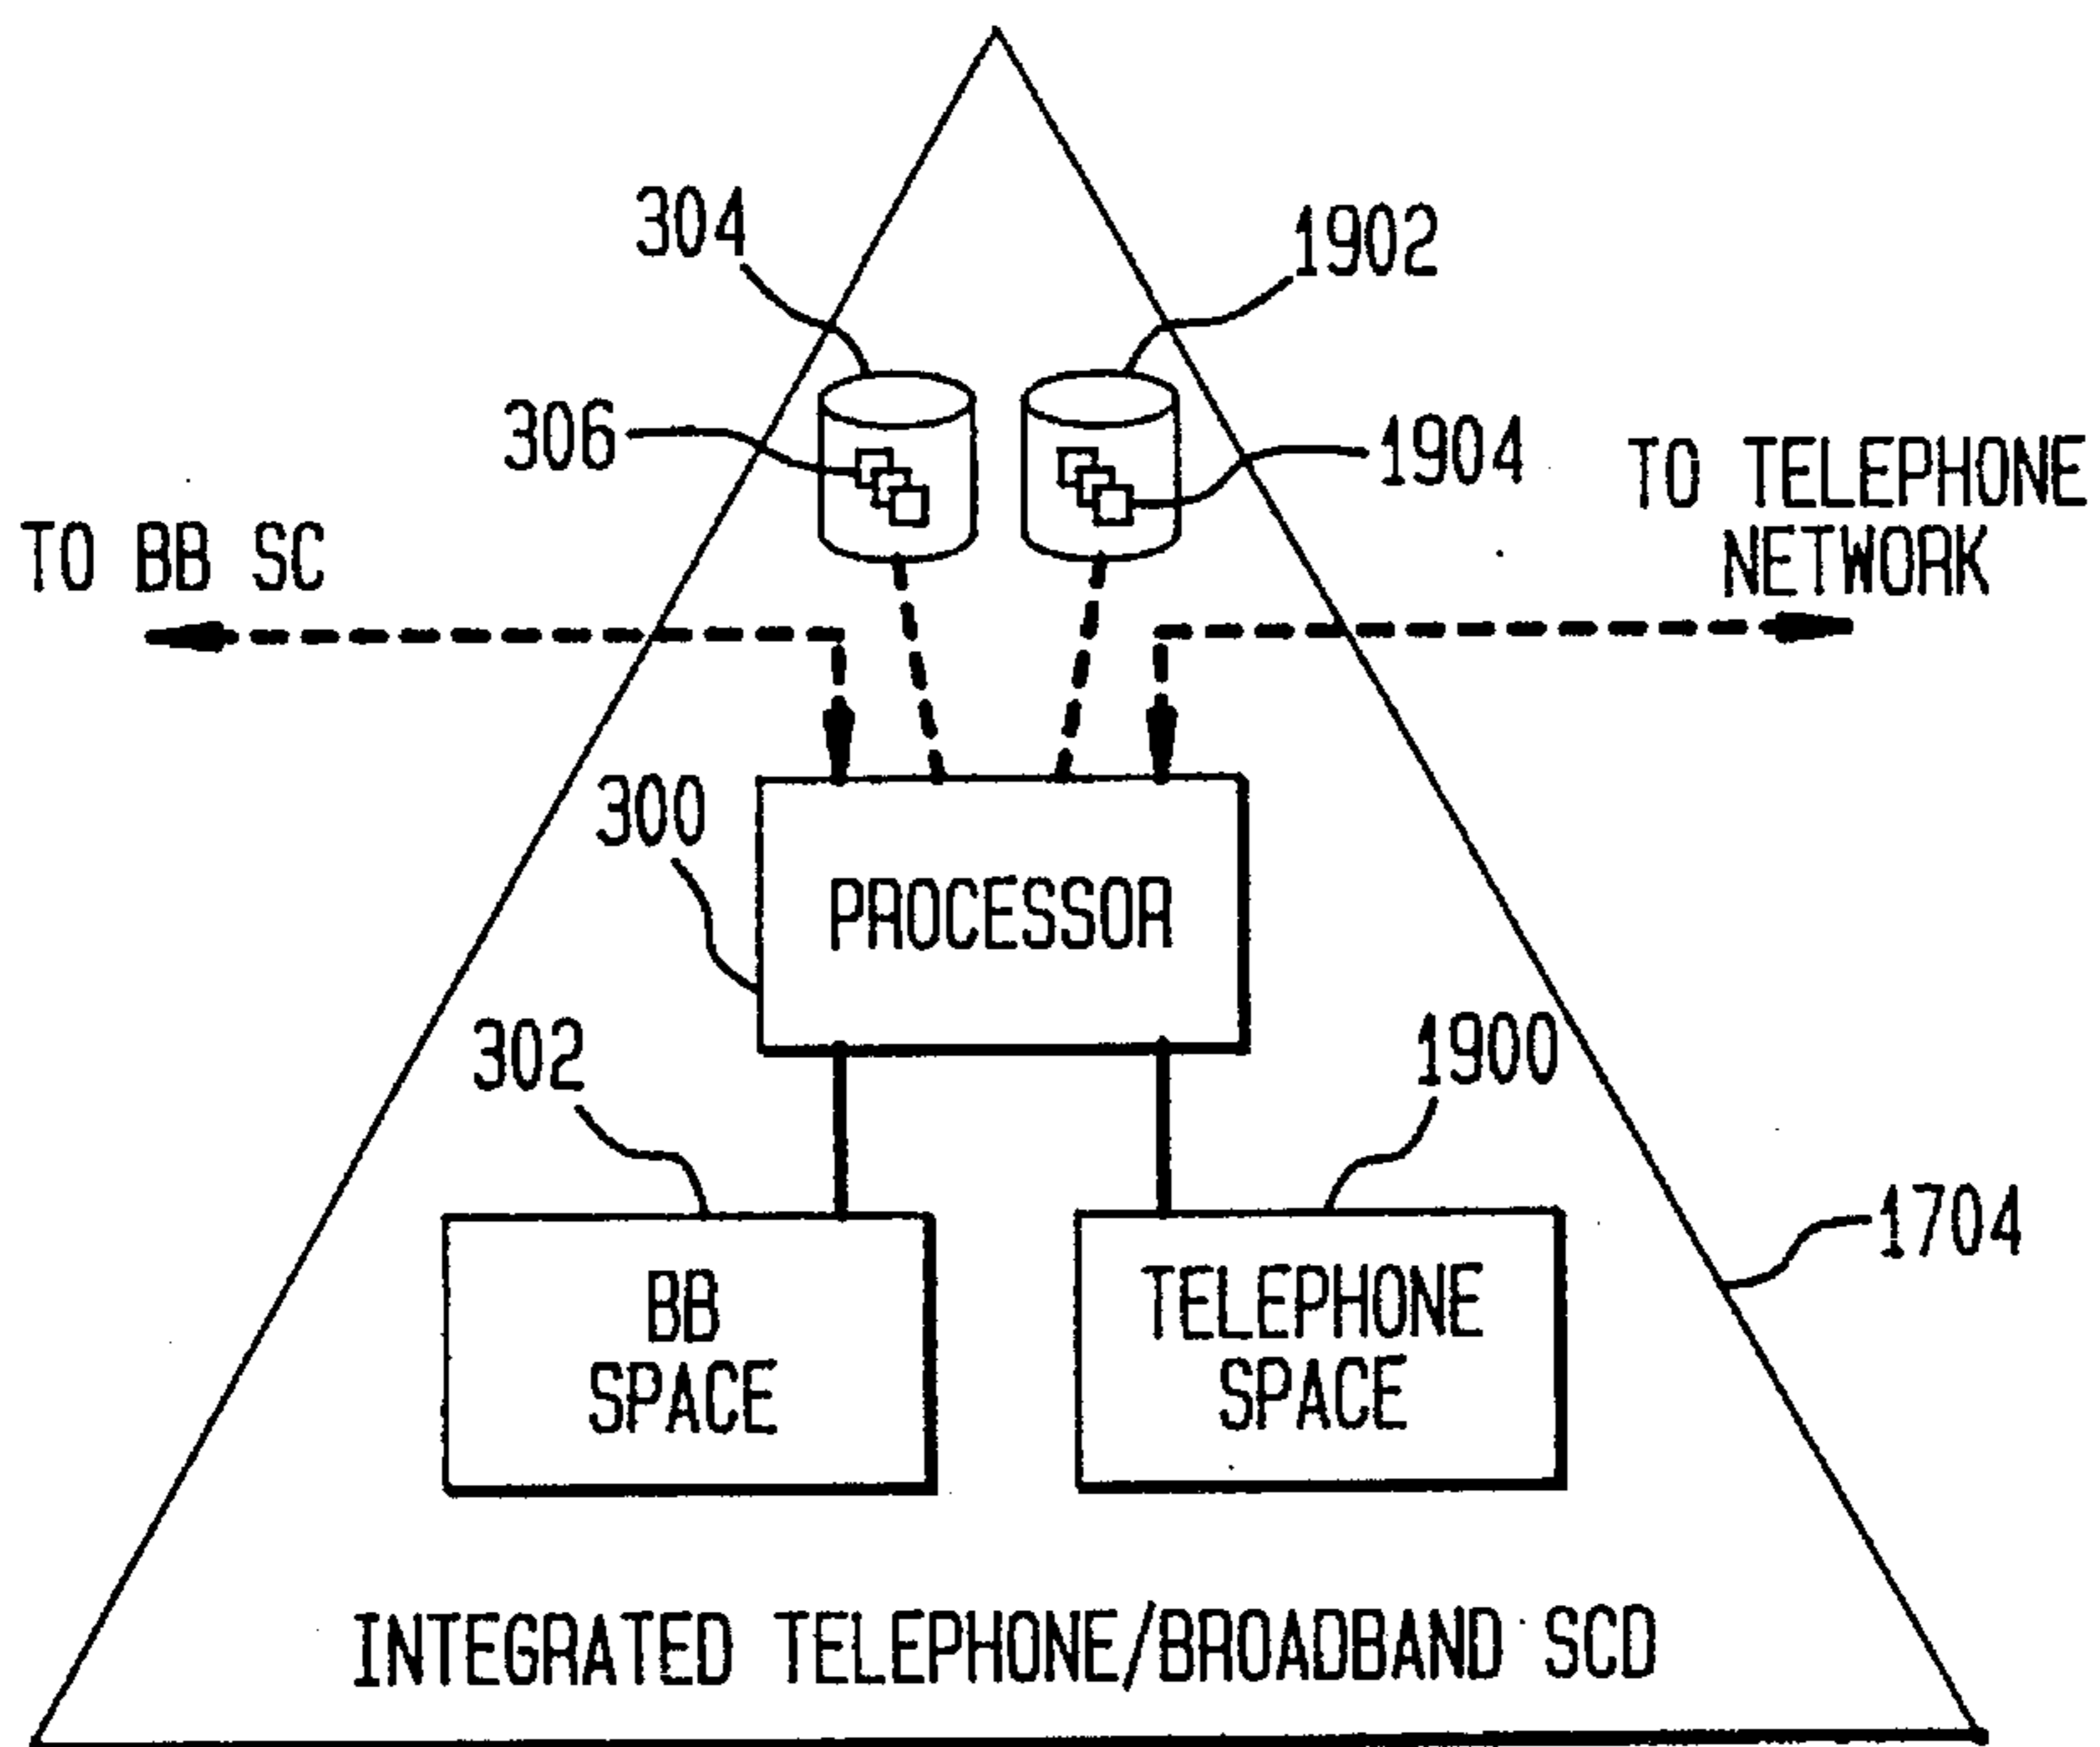 304
1902
306
1904
TO TELEPHONE
NETWORK
TO BB SC
300
PROCESSOR
302
1900
1704
BB
SPACE
TELEPHONE
SPACE
INTEGRATED TELEPHONE/BROADBAND SCD